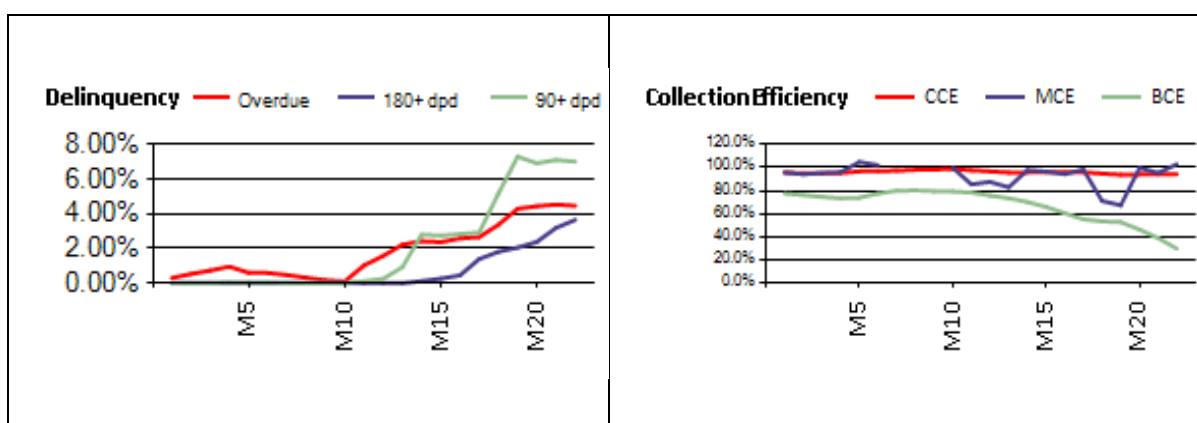 Delinquency Overdue 180+ dpd 90+ dpd
8.00%
6.00%
4.00%
2.00%
0.00%
M5
M10
M15
M20
Collection Efficiency CCE MCE BCE
120.0%
100.0%
80.0%
60.0%
40.0%
20.0%
0.0%
M5
M10
M15
M20